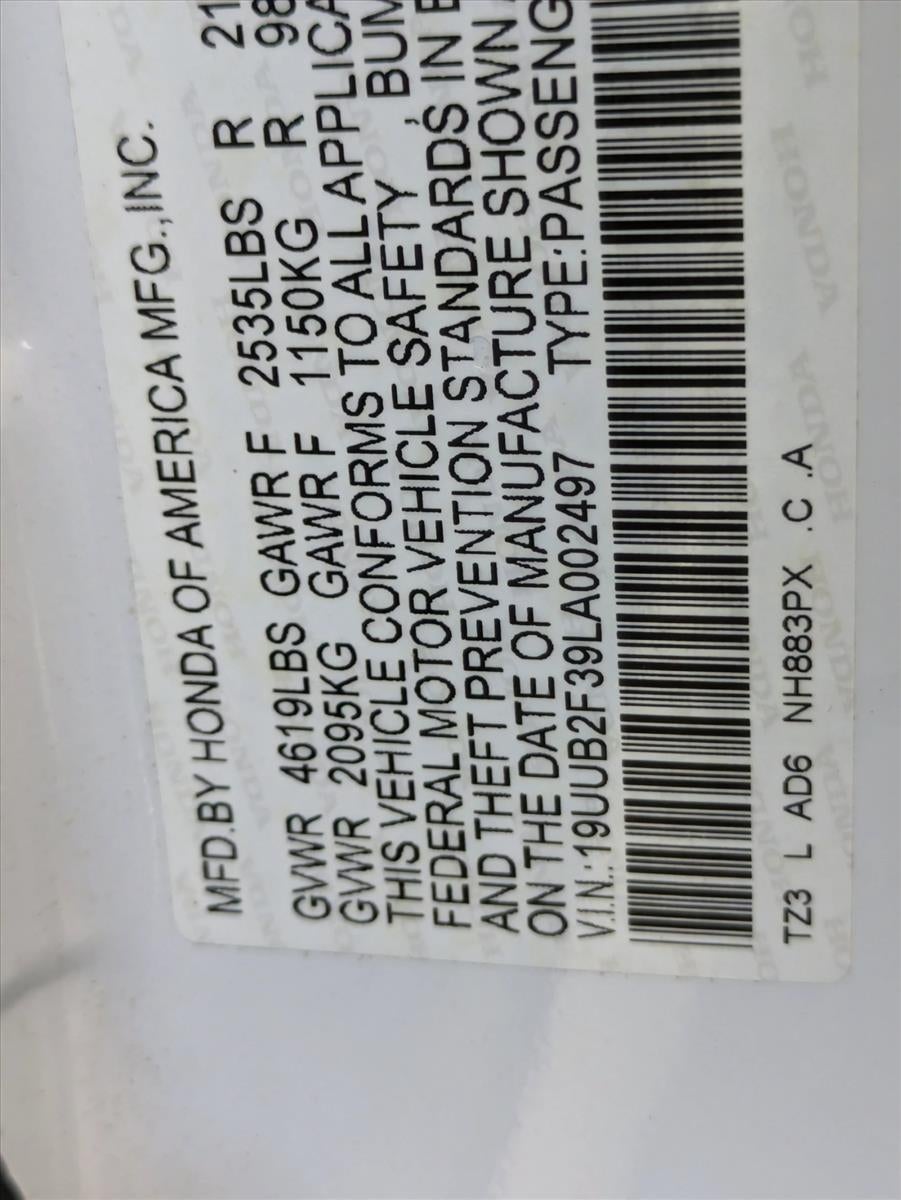 MFD.BY HONDA OF AMERICA MFG.,INC.
GVWR 4619LBS GAWR F 2535LBS R 21
GVWR 2095KG GAWR F 1150KG R 98
THIS VEHICLE CONFORMS TO ALL APPLICA
FEDERAL MOTOR VEHICLE SAFETY, BUM
AND THEFT PREVENTION STANDARDS IN E
ON THE DATE OF MANUFACTURE SHOWN
V.I.N.:19UUB2F39LA002497 TYPE:PASSENG
TZ3 L AD6 NH883PX .C .A